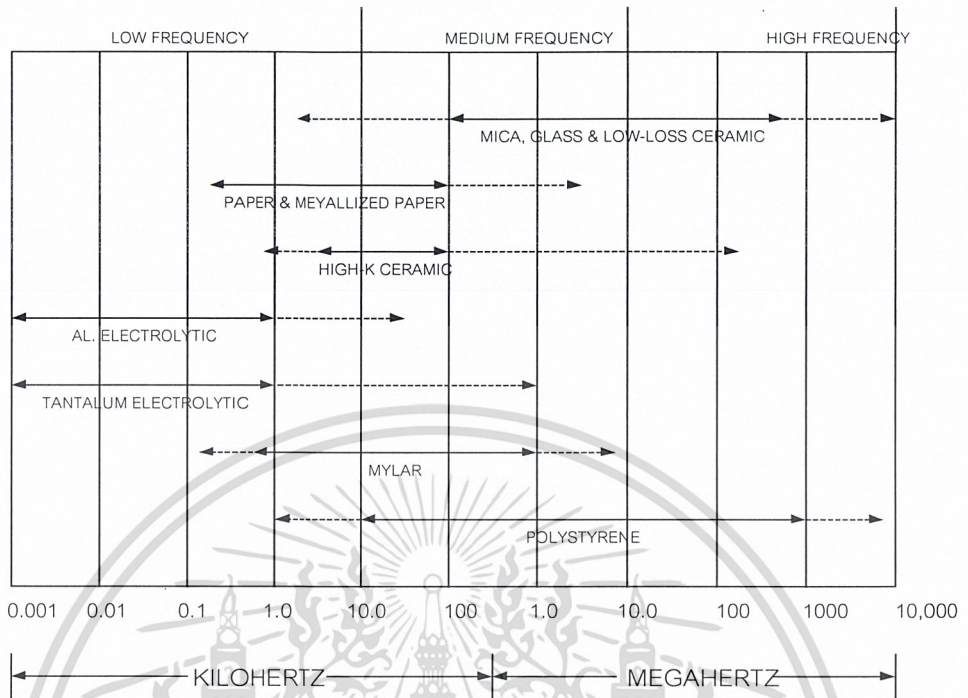 LOW FREQUENCY MEDIUM FREQUENCY HIGH FREQUENCY
MICA, GLASS & LOW-LOSS CERAMIC
PAPER & MEYALLIZED PAPER
HIGH-K CERAMIC
AL. ELECTROLYTIC
TANTALUM ELECTROLYTIC
MYLAR
POLYSTYRENE
0.001 0.01 0.1 1.0 10.0 100 1.0 10.0 100 1000 10,000
KILOHERTZ MEGAHERTZ